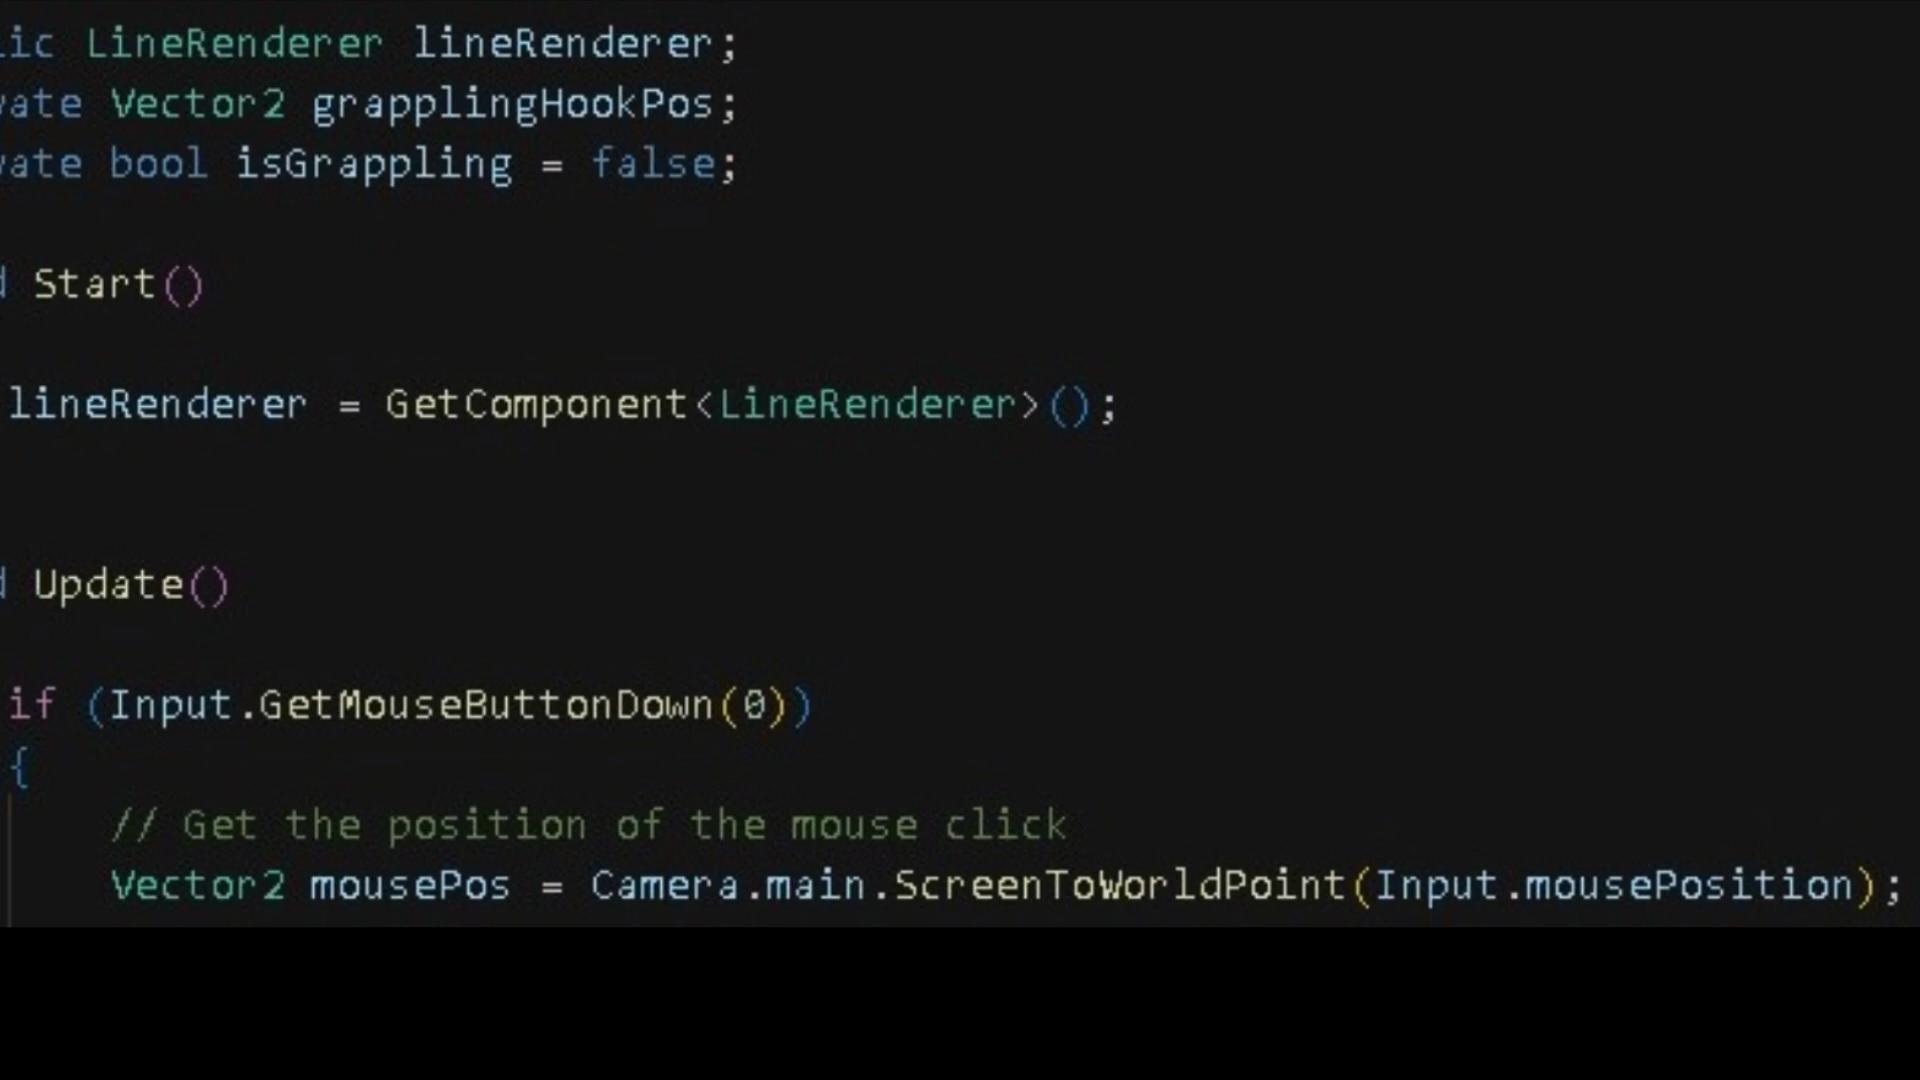 lic LineRenderer lineRenderer;
vate Vector2 grapplingHookPos;
vate bool isGrappling = false;
d Start()
lineRenderer = GetComponent<LineRenderer>();
d Update()
if (Input.GetMouseButtonDown(0))
{
// Get the position of the mouse click
Vector2 mousePos = Camera.main.ScreenToWorldPoint(Input.mousePosition);